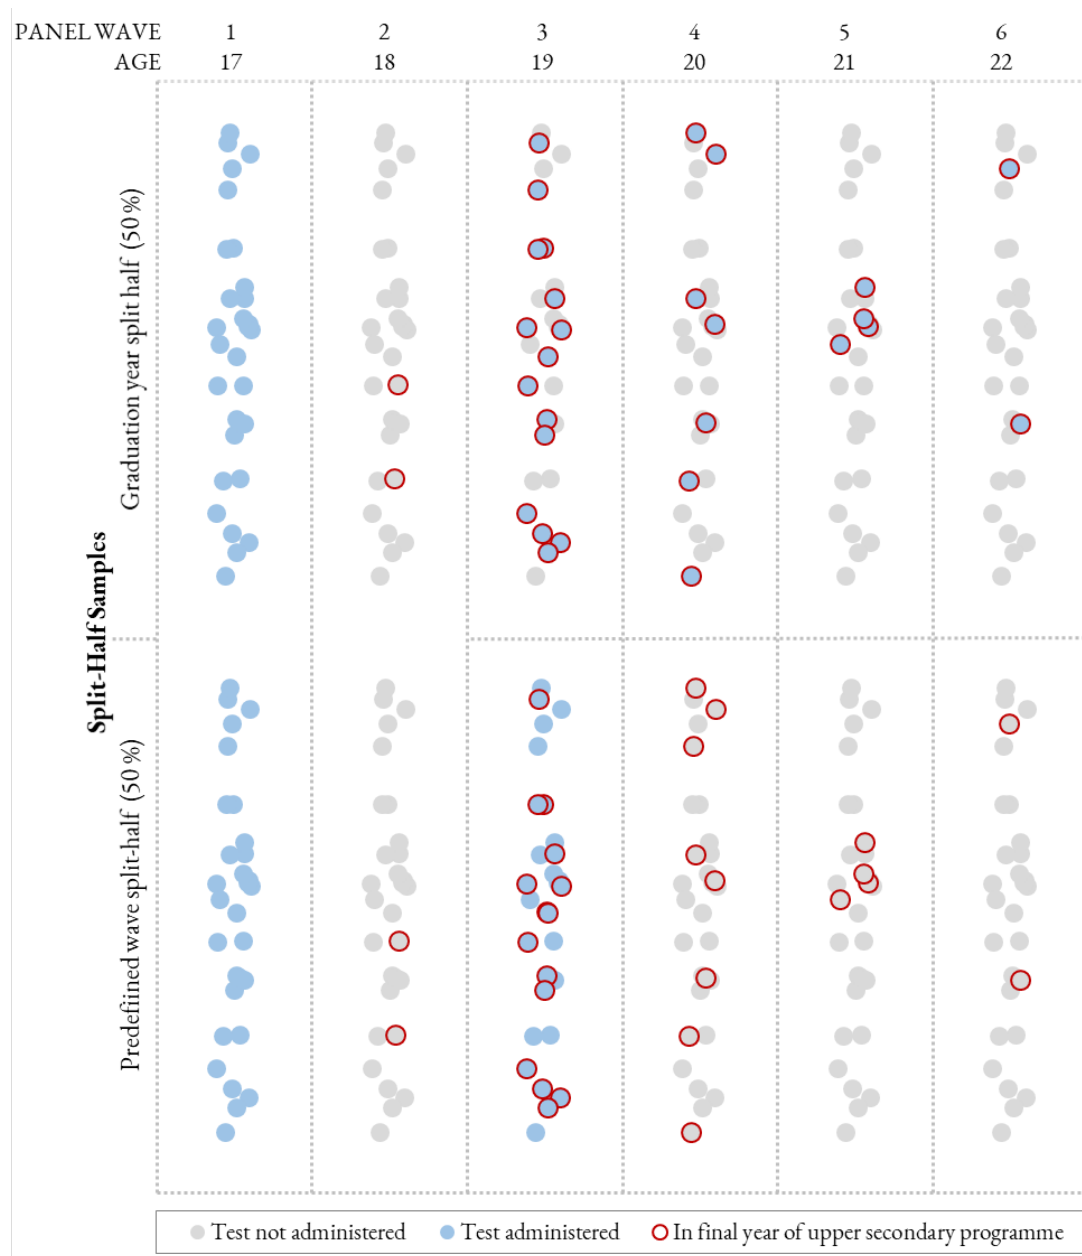 PANEL WAVE 1 2 3 4 5 6
AGE 17 18 19 20 21 22
Split-Half Samples
Graduation year split half (50%)
Predefiined wave split-half (50%)
Test not administered Test administered In final year of upper secondary programme